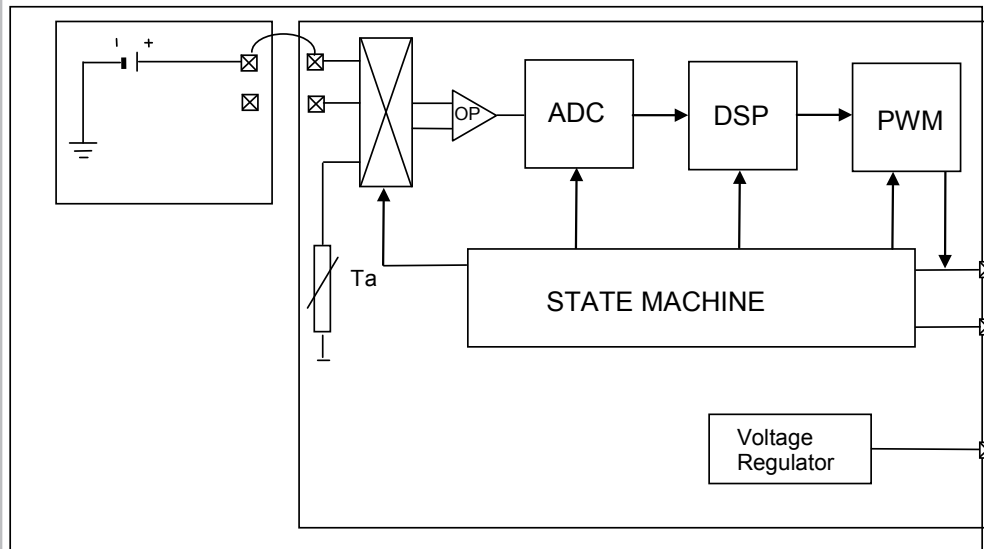 - +
OP
ADC
DSP
PWM
Ta
STATE MACHINE
Voltage
Regulator